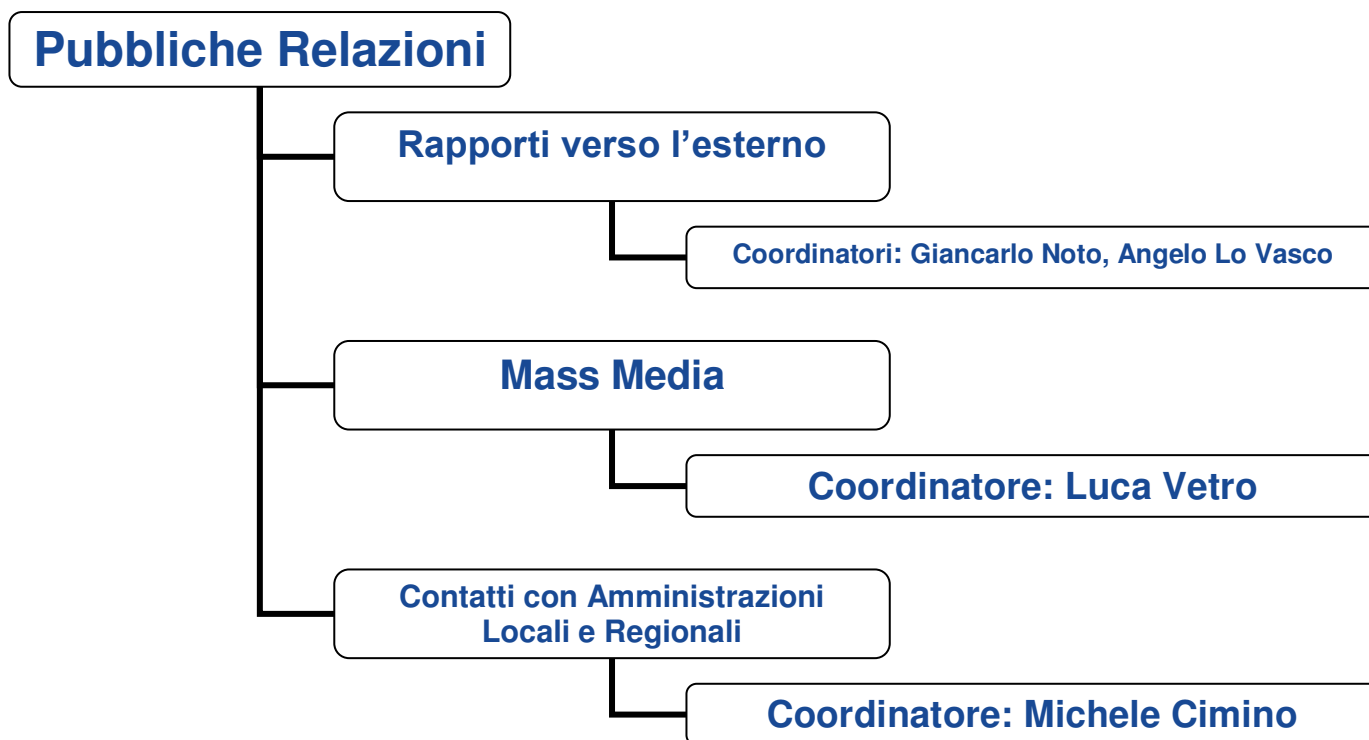 Pubbliche Relazioni
Rapporti verso l’esterno
Coordinatori: Giancarlo Noto, Angelo Lo Vasco
Mass Media
Coordinatore: Luca Vetro
Contatti con Amministrazioni
Locali e Regionali
Coordinatore: Michele Cimino